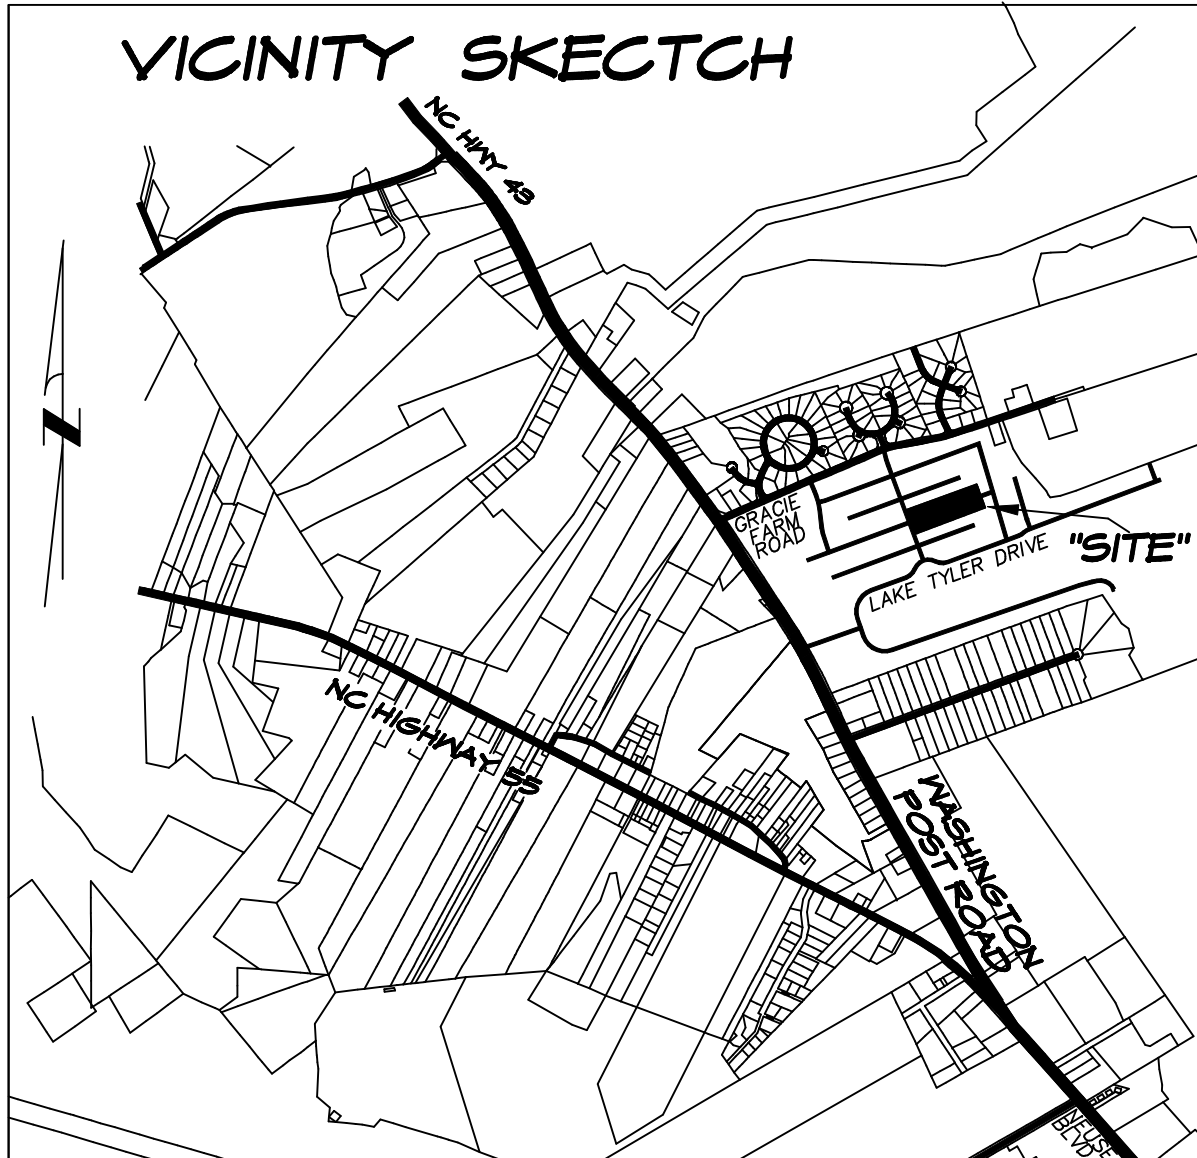 VICINITY SKECTCH
NC HWY 43
GRACIE
FARM
ROAD
"SITE"
LAKE TYLER DRIVE
NC HIGHWAY 55
WASHINGTON
POST ROAD
NEUSE
BLVD